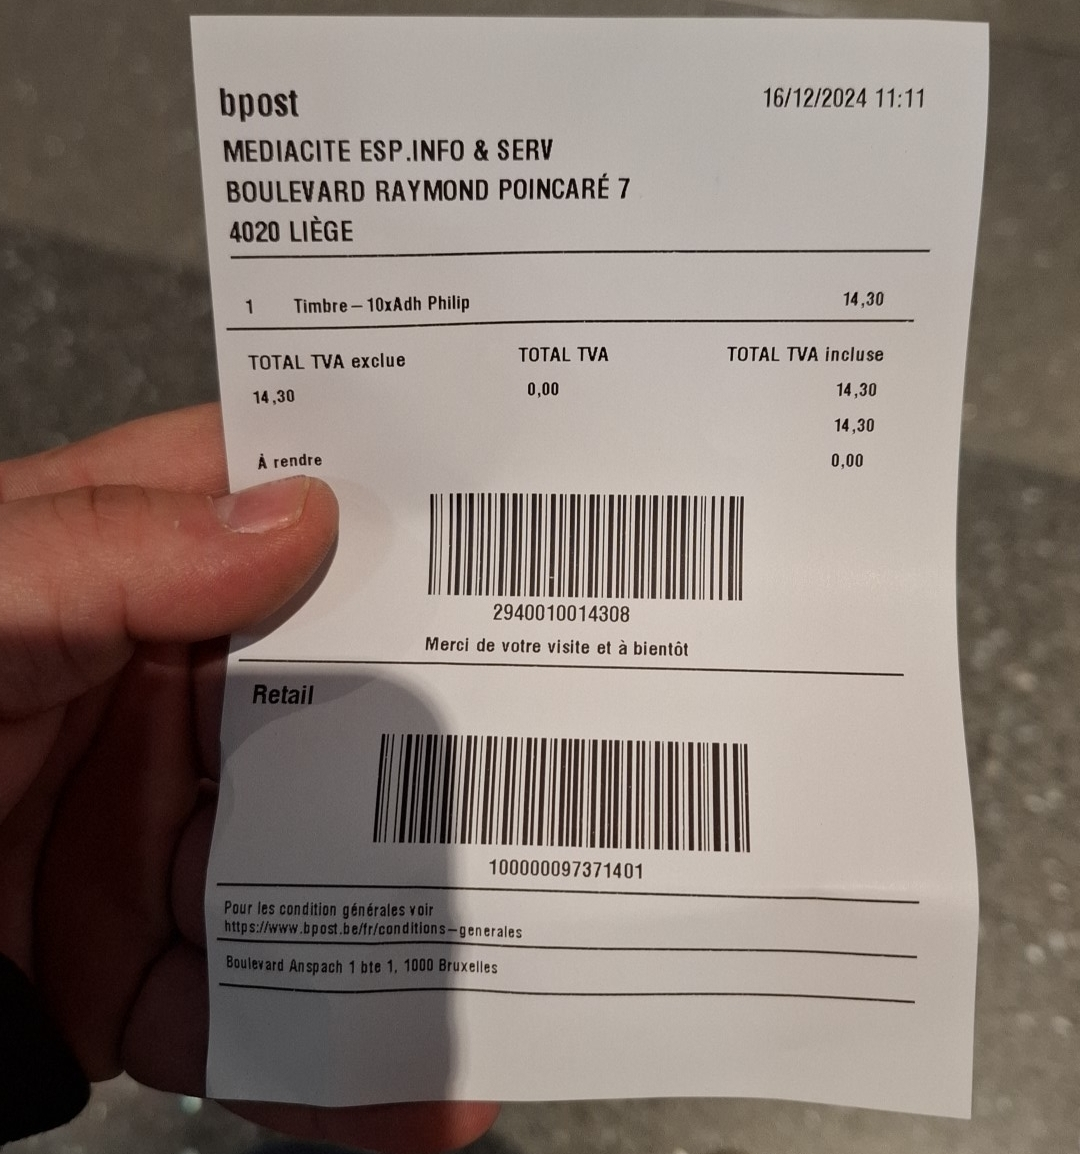 bpost 16/12/2024 11:11
MEDIACITE ESP.INFO & SERV
BOULEVARD RAYMOND POINCARÉ 7
4020 LIÈGE
1 Timbre – 10xAdh Philip 14,30
TOTAL TVA exclue TOTAL TVA TOTAL TVA incluse
14,30 0,00 14,30
14,30
À rendre 0,00
2940010014308
Merci de votre visite et à bientôt
Retail
100000097371401
Pour les condition générales voir
https://www.bpost.be/fr/conditions–generales
Boulevard Anspach 1 bte 1, 1000 Bruxelles